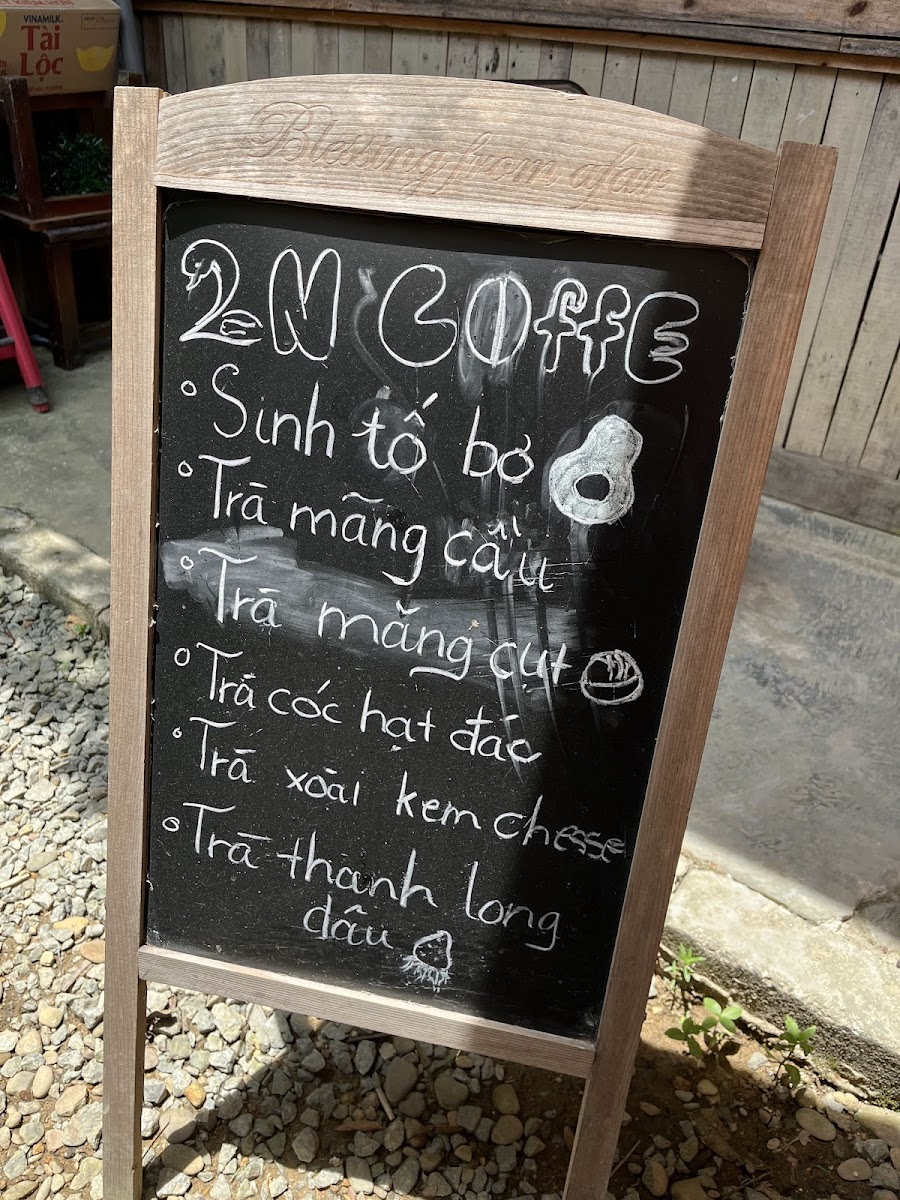 VINAMILK
Tài
Lộc
Blessing from afar
2N COffE
Sinh tố bơ
Trà mãng cầu
Trà măng cụt
Trà cóc hạt đác
Trà xoài kem chesse
Trà thanh long
dâu